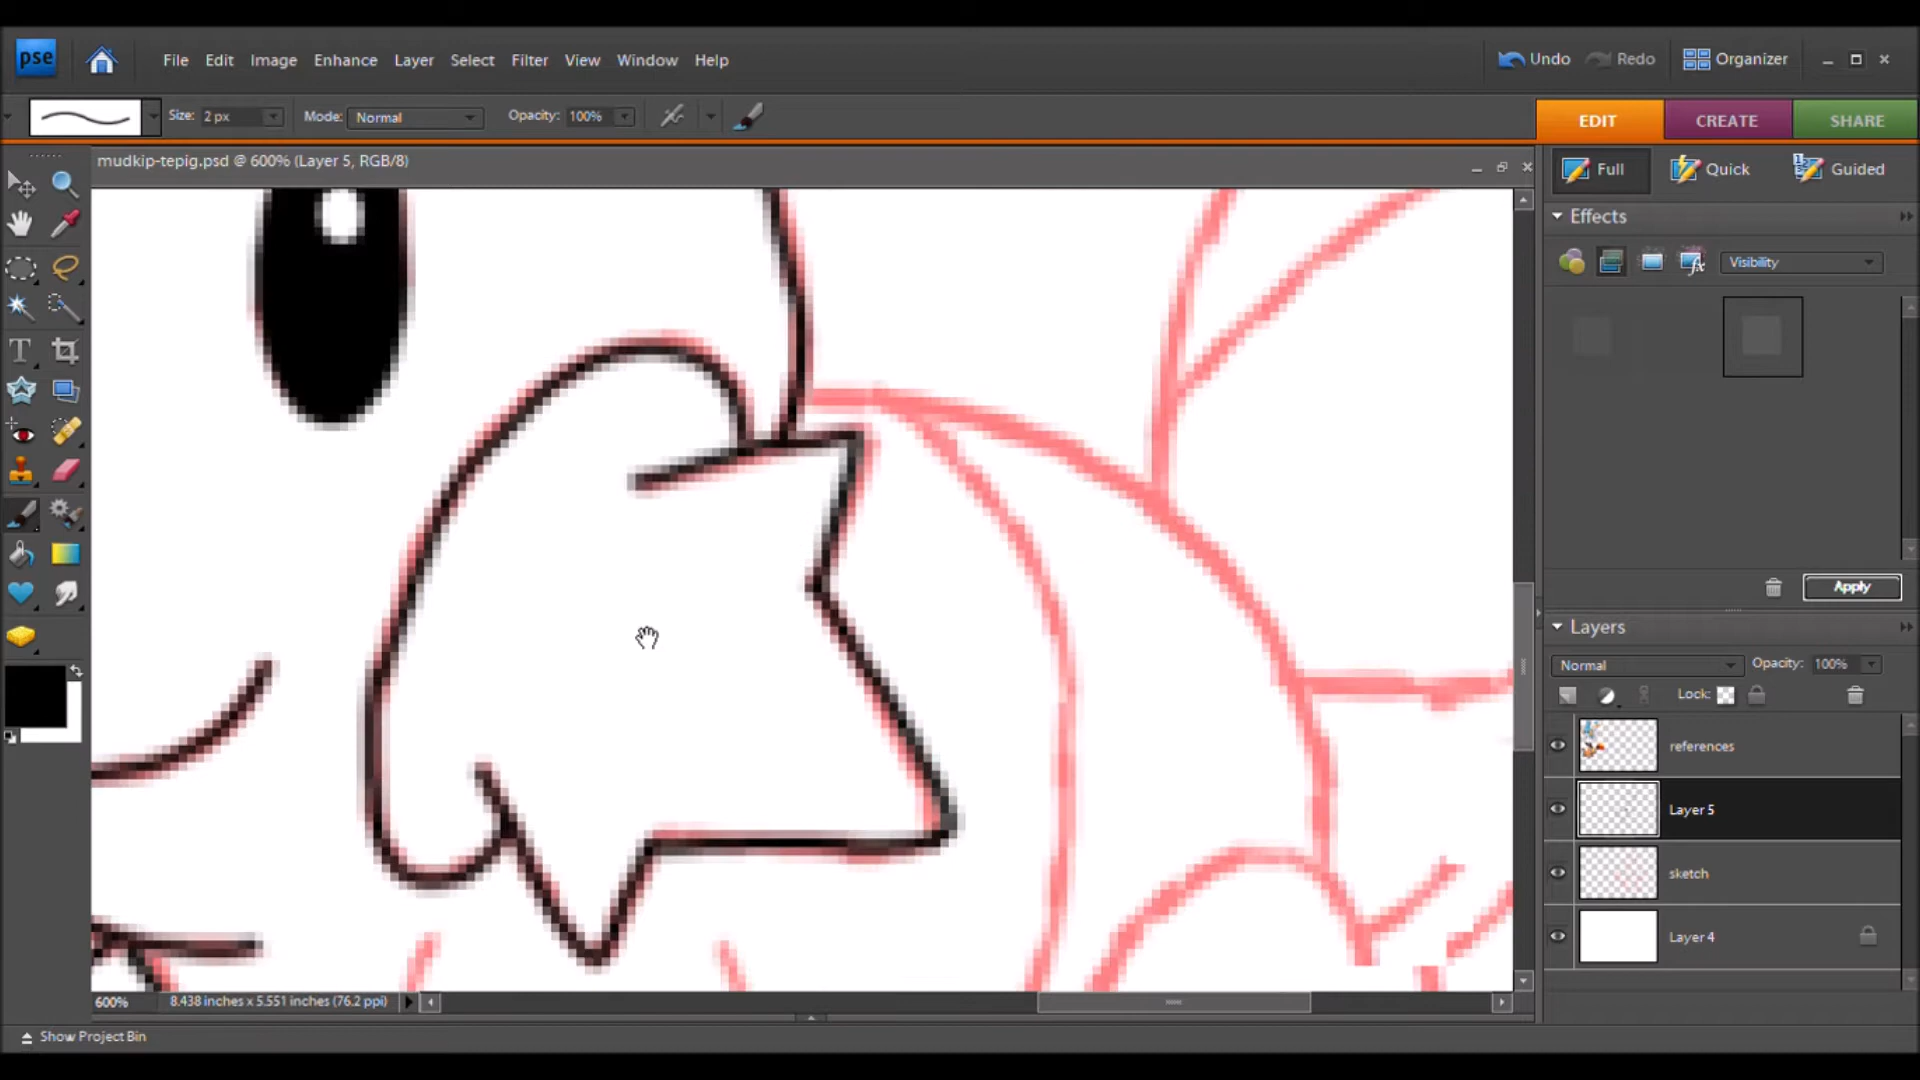 pse File Edit Image Enhance Layer Select Filter View Window Help Undo Redo Organizer
Size: 2 px Mode: Normal Opacity: 100% EDIT CREATE SHARE
mudkip-tepig.psd @ 600% (Layer 5, RGB/8)
Full Quick Guided
Effects
Visibility
Apply
Layers
Normal Opacity: 100%
Lock:
references
Layer 5
sketch
Layer 4
600% 8.438 inches x 5.551 inches (76.2 ppi)
Show Project Bin